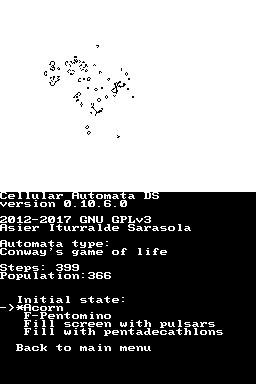 Cellular Automata DS
version 0.10.6.0
2012-2017 GNU GPLv3
Asier Iturralde Sarasola
Automata type:
Conway's game of life
Steps: 399
Population:366
Initial state:
->*Acorn
F-Pentomino
Fill screen with pulsars
Fill with pentadecathlons
Back to main menu